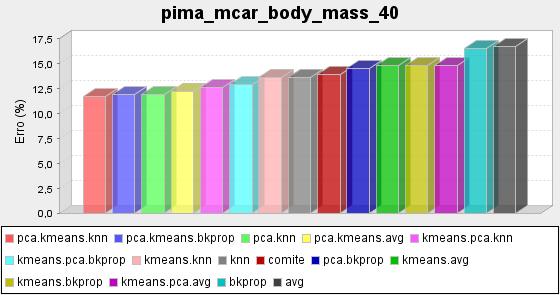 pima_mcar_body_mass_40
17,5
15,0
12,5
10,0
7,5
5,0
2,5
0,0
Erro (%)
pca.kmeans.knn pca.kmeans.bkprop pca.knn pca.kmeans.avg kmeans.pca.knn
kmeans.pca.bkprop kmeans.knn knn comite pca.bkprop kmeans.avg
kmeans.bkprop kmeans.pca.avg bkprop avg